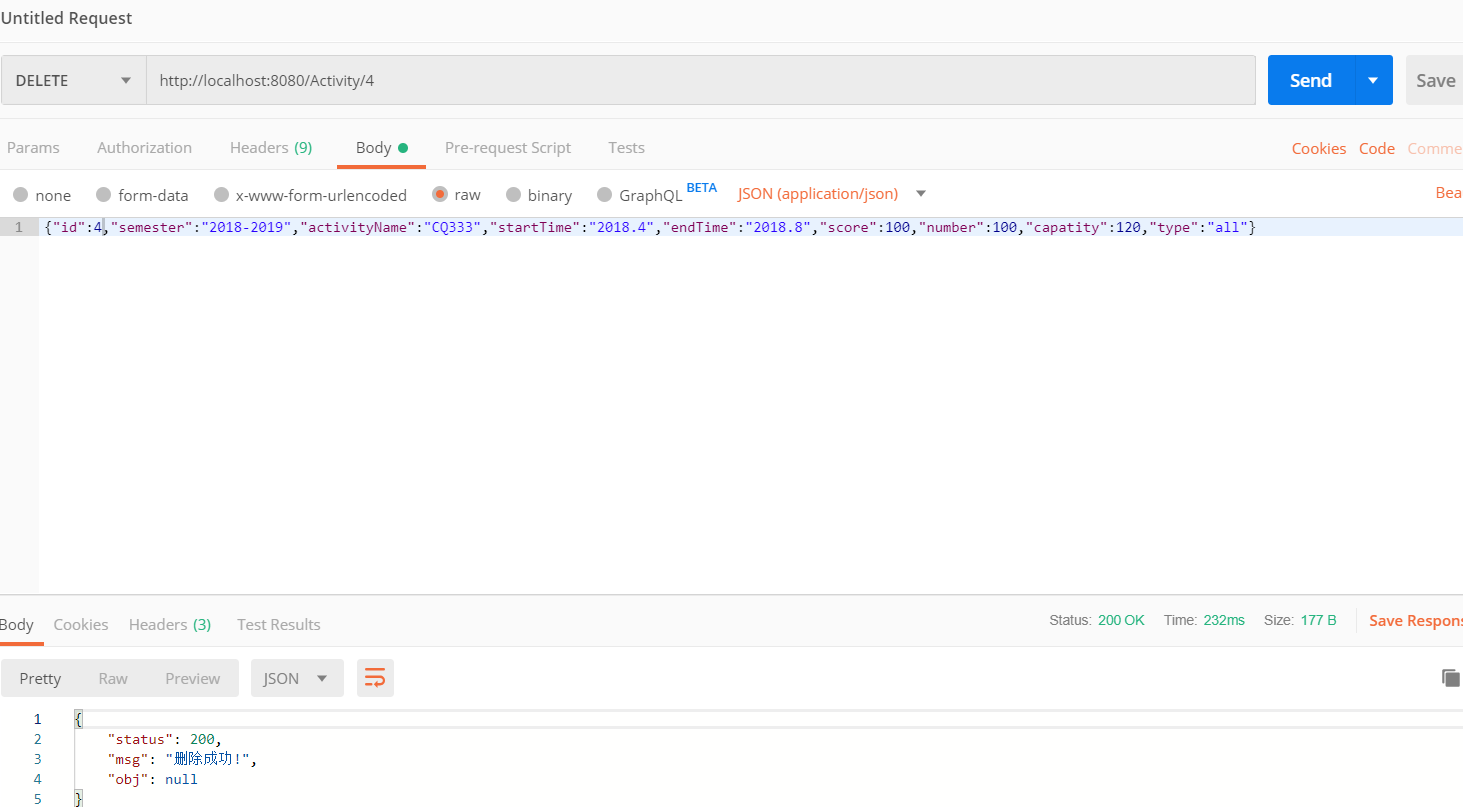 Untitled Request
DELETE http://localhost:8080/Activity/4 Send Save
Params Authorization Headers (9) Body Pre-request Script Tests Cookies Code Comme
none form-data x-www-form-urlencoded raw binary GraphQL BETA JSON (application/json) Bea
1 {"id":4,"semester":"2018-2019","activityName":"CQ333","startTime":"2018.4","endTime":"2018.8","score":100,"number":100,"capatity":120,"type":"all"}
Body Cookies Headers (3) Test Results Status: 200 OK Time: 232ms Size: 177 B Save Respons
Pretty Raw Preview JSON
1 {
2 "status": 200,
3 "msg": "删除成功!",
4 "obj": null
5 }